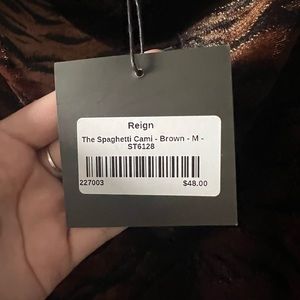 Reign
The Spaghetti Cami - Brown - M -
ST6128
227003 $48.00